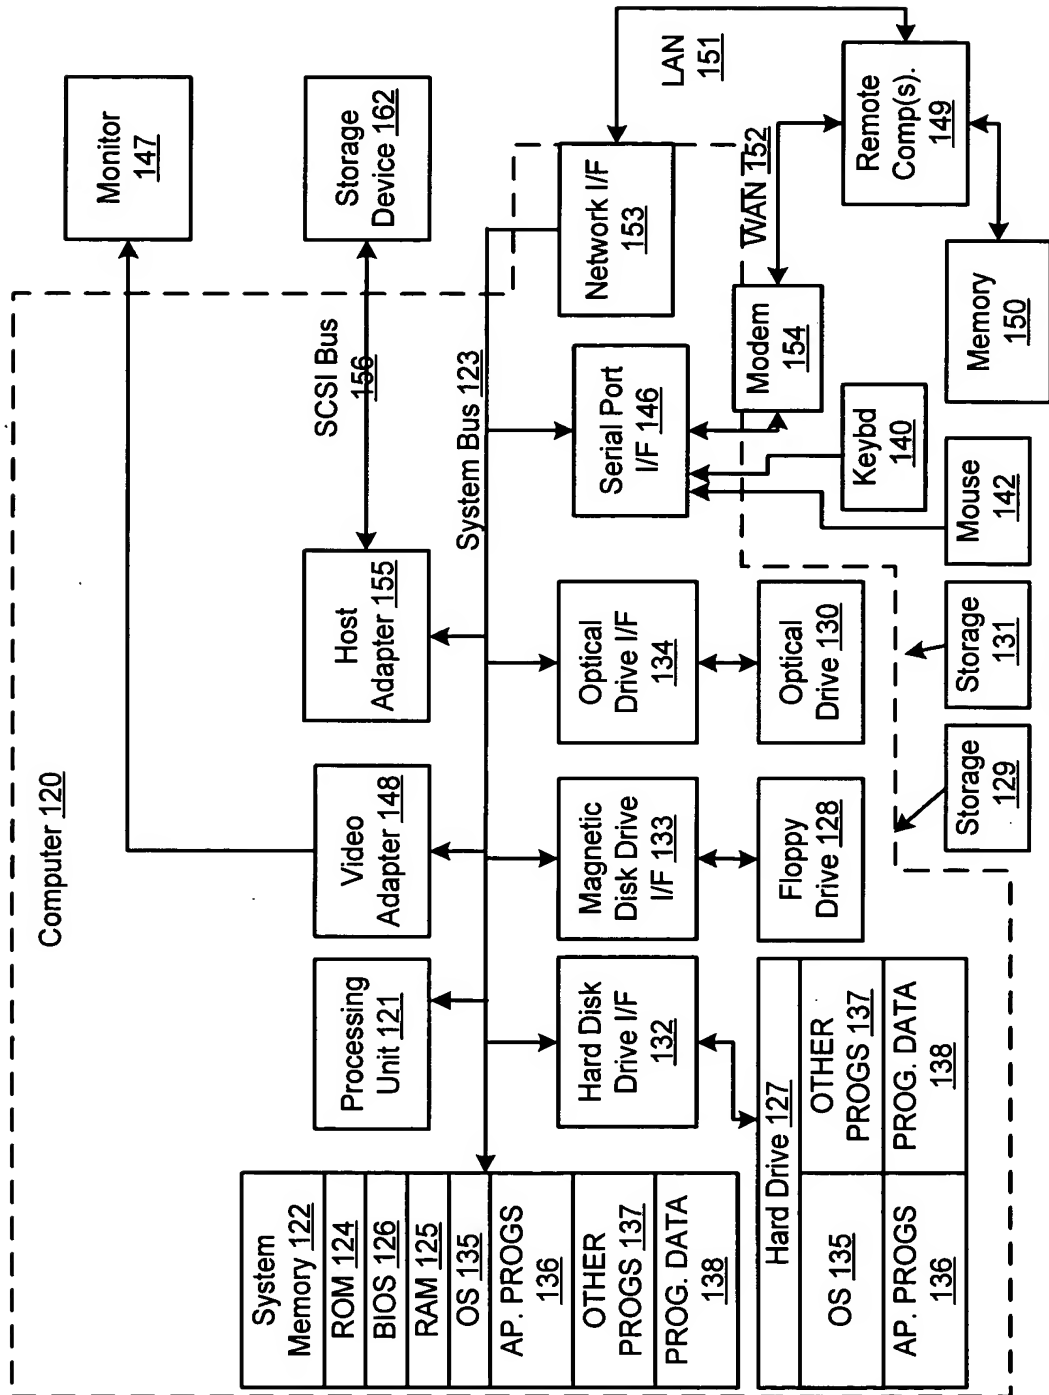 Computer 120
Monitor
147
Storage
Device 162
SCSI Bus
156
Processing
Unit 121
Video
Adapter 148
Host
Adapter 155
System Bus 123
LAN
151
System
Memory 122
ROM 124
BIOS 126
RAM 125
OS 135
AP. PROGS
136
OTHER
PROGS 137
PROG. DATA
138
Hard Disk
Drive I/F
132
Magnetic
Disk Drive
I/F 133
Optical
Drive I/F
134
Serial Port
I/F 146
Network I/F
153
WAN 152
Hard Drive 127
OS 135
OTHER
PROGS 137
AP. PROGS
136
PROG. DATA
138
Floppy
Drive 128
Optical
Drive 130
Modem
154
Remote
Comp(s).
149
Keybd
140
Storage
129
Storage
131
Mouse
142
Memory
150